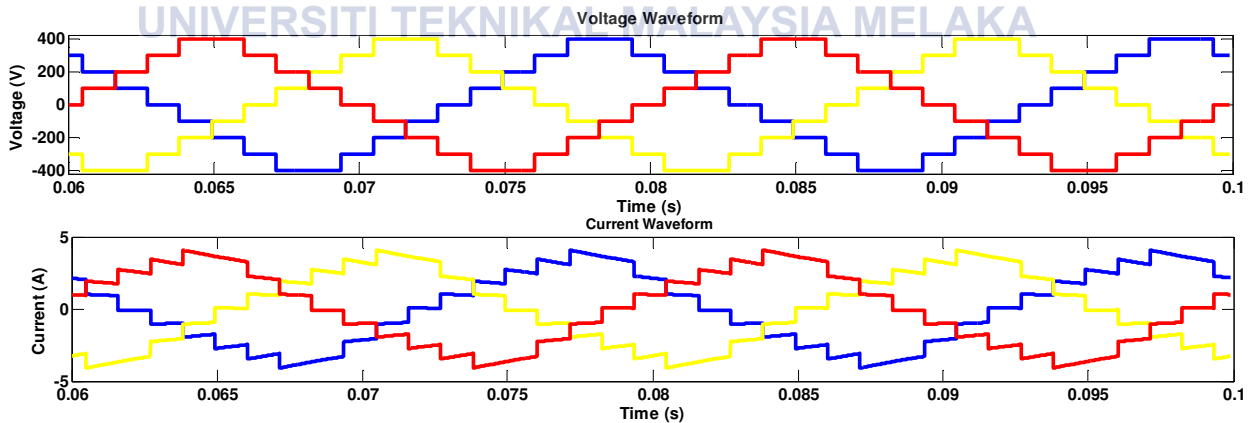 UNIVERSITI TEKNIKAL MALAYSIA MELAKA
Voltage Waveform
Voltage (V)
400
200
0
-200
-400
0.06 0.065 0.07 0.075 0.08 0.085 0.09 0.095 0.1
Time (s)
Current Waveform
Current (A)
5
0
-5
0.06 0.065 0.07 0.075 0.08 0.085 0.09 0.095 0.1
Time (s)